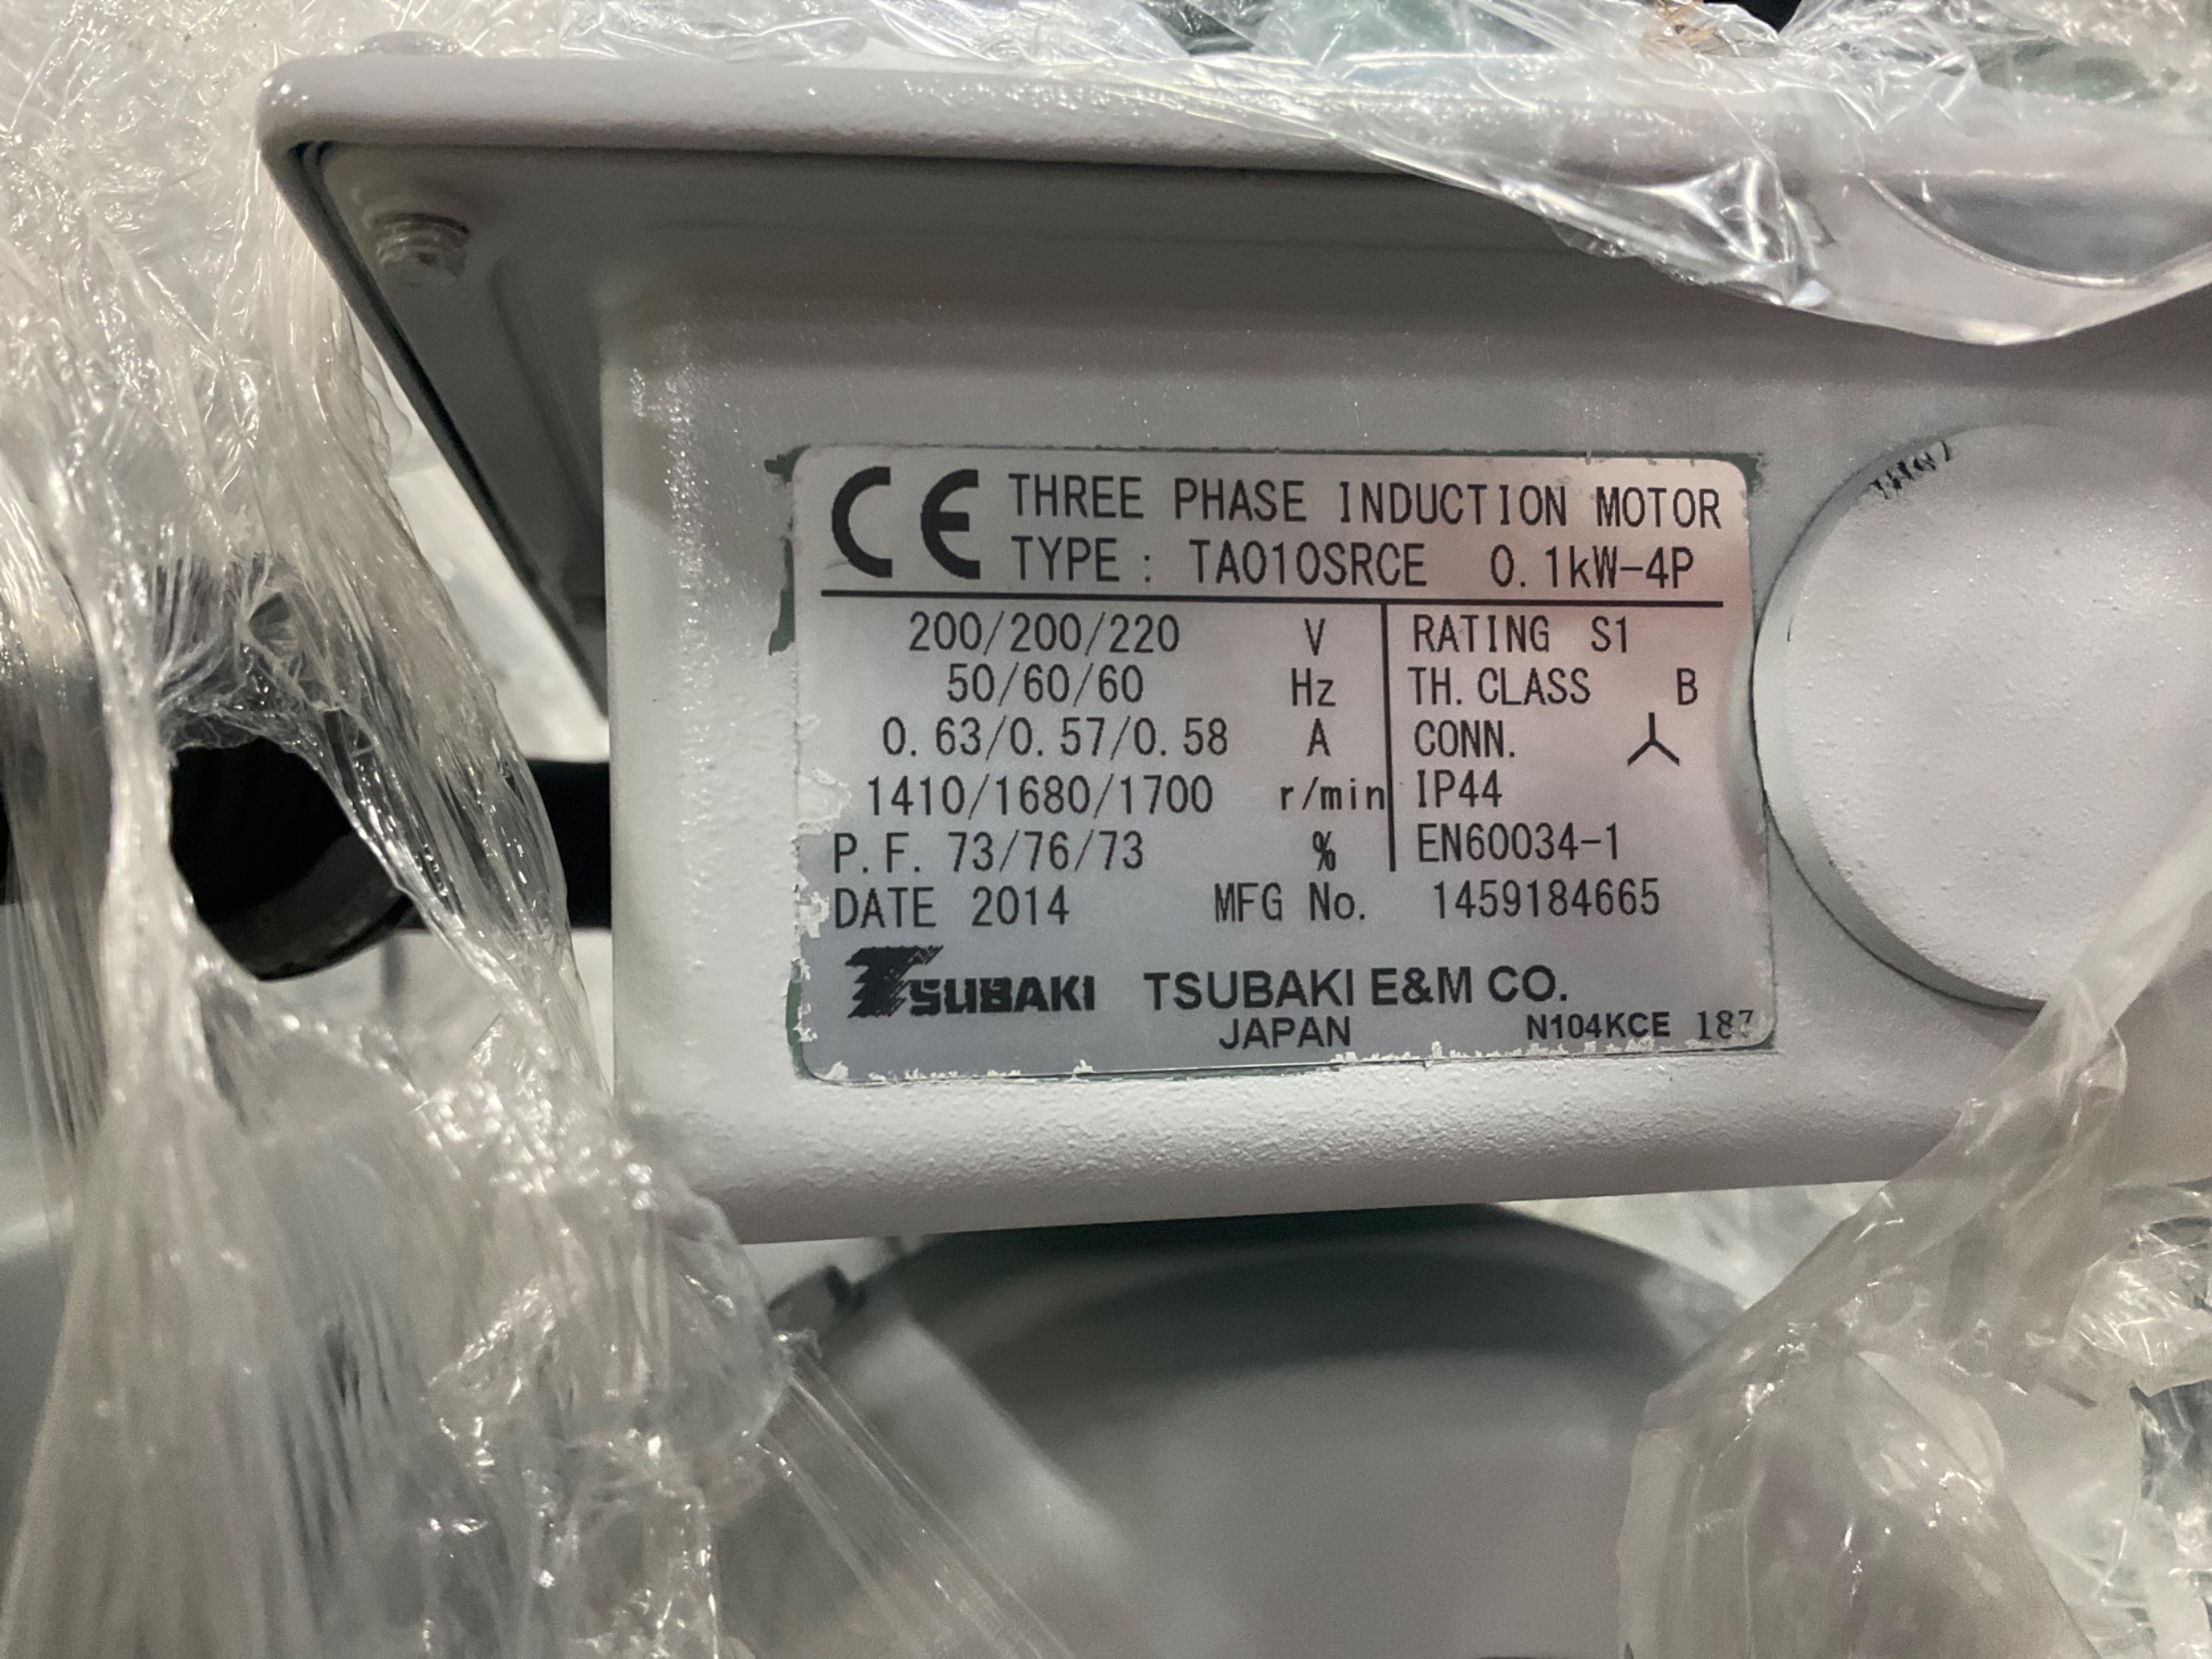 CE THREE PHASE INDUCTION MOTOR
TYPE : TA010SRCE 0.1kW-4P
200/200/220 V RATING S1
50/60/60 Hz TH. CLASS B
0.63/0.57/0.58 A CONN.
1410/1680/1700 r/min IP44
P.F. 73/76/73 % EN60034-1
DATE 2014 MFG No. 1459184665
TSUBAKI TSUBAKI E&M CO.
JAPAN N104KCE 187